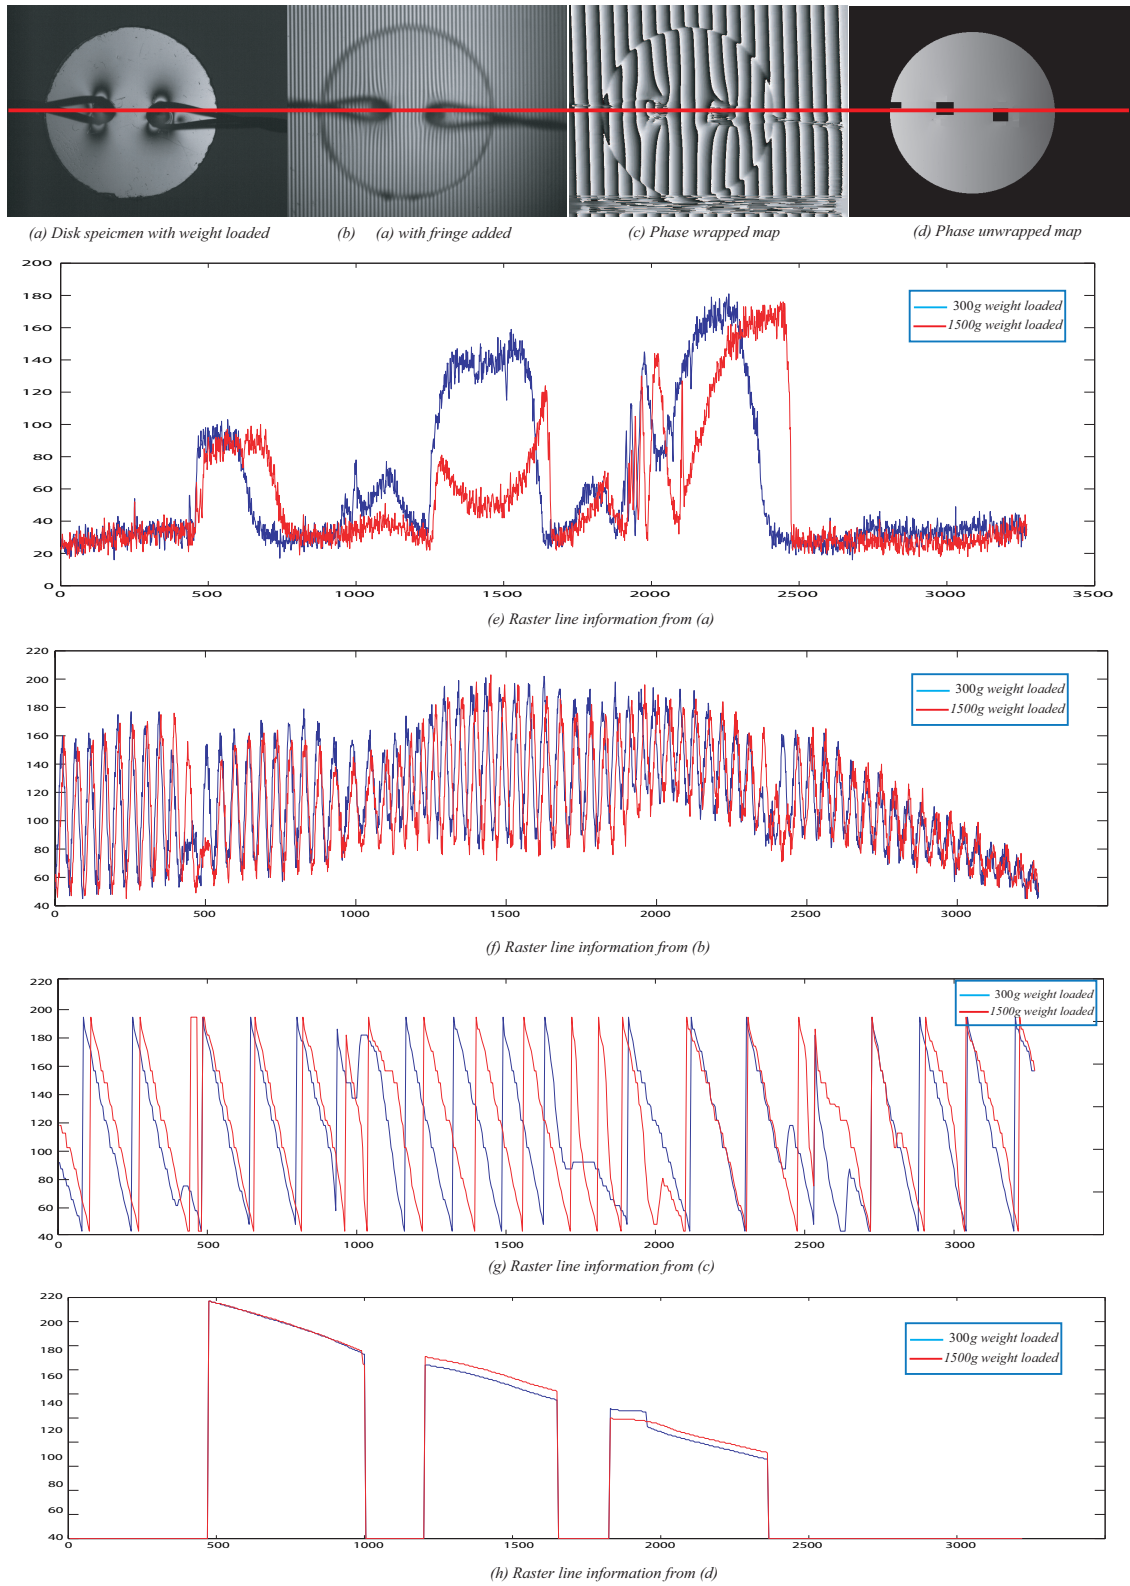 (a) Disk speicmen with weight loaded
(b) (a) with fringe added
(c) Phase wrapped map
(d) Phase unwrapped map
200
180
160
140
120
100
80
60
40
20
0
0 500 1000 1500 2000 2500 3000 3500
300g weight loaded
1500g weight loaded
(e) Raster line information from (a)
220
200
180
160
140
120
100
80
60
40
0 500 1000 1500 2000 2500 3000
300g weight loaded
1500g weight loaded
(f) Raster line information from (b)
220
200
180
160
140
120
100
80
60
40
0 500 1000 1500 2000 2500 3000
300g weight loaded
1500g weight loaded
(g) Raster line information from (c)
220
200
180
160
140
120
100
80
60
40
0 500 1000 1500 2000 2500 3000
300g weight loaded
1500g weight loaded
(h) Raster line information from (d)